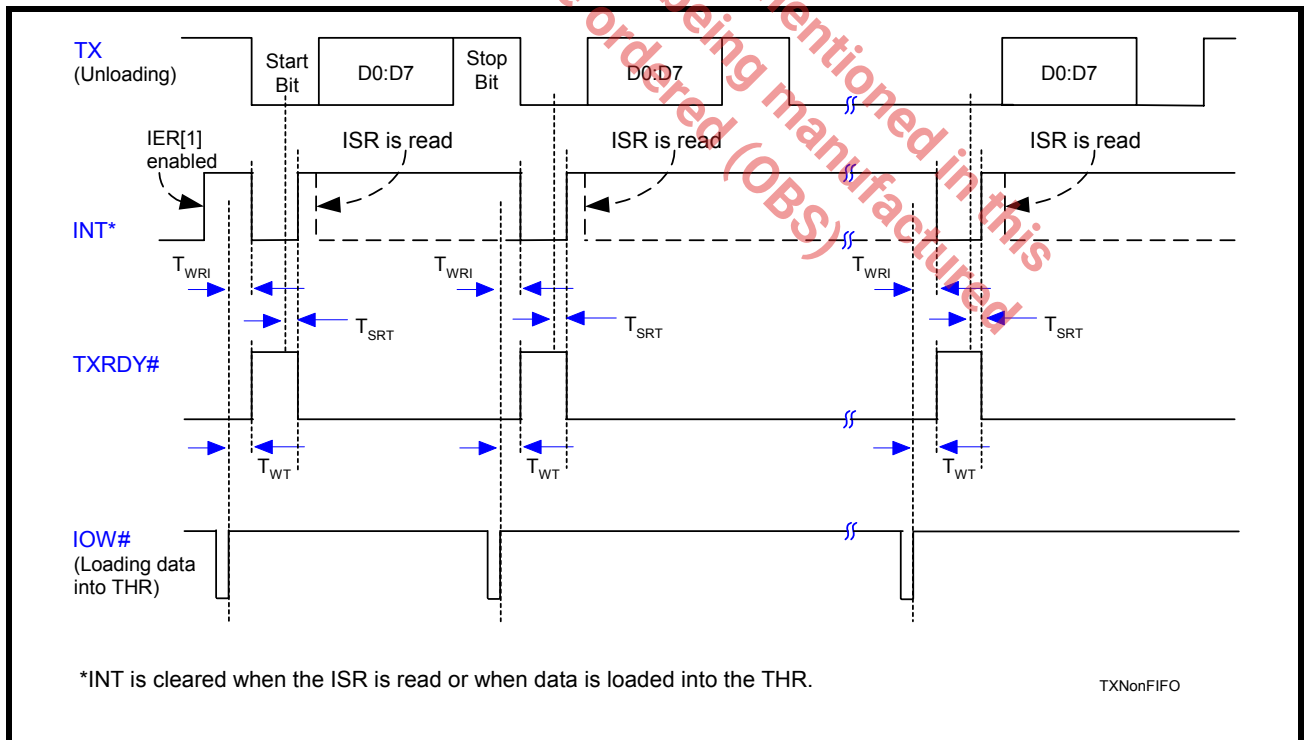 mentioned in this
being manufactured
ordered (OBS)
TX
(Unloading)
Start
Bit
D0:D7
Stop
Bit
D0:D7
D0:D7
IER[1]
enabled
ISR is read
ISR is read
ISR is read
INT*
TWRI
TWRI
TWRI
TSRT
TSRT
TSRT
TXRDY#
TWT
TWT
TWT
IOW#
(Loading data
into THR)
*INT is cleared when the ISR is read or when data is loaded into the THR.
TXNonFIFO